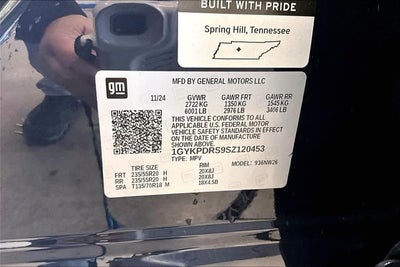 BUILT WITH PRIDE
Spring Hill, Tennessee
gm
MFD BY GENERAL MOTORS LLC
11/24 GVWR GAWR FRT GAWR RR
2722 KG 1350 KG 1545 KG
6001 LB 2976 LB 3406 LB
THIS VEHICLE CONFORMS TO ALL
APPLICABLE U.S. FEDERAL MOTOR
VEHICLE SAFETY STANDARDS IN EFFECT
ON THE DATE OF MANUFACTURE
SHOWN ABOVE.
1GYKPDRS9SZ120453
TYPE: MPV MODEL: 936NW26
TIRE SIZE RIM
FRT 235/55R20 H 20X8J
RR 235/55R20 H 20X8J
SPA T135/70R18 M 18X4.5B